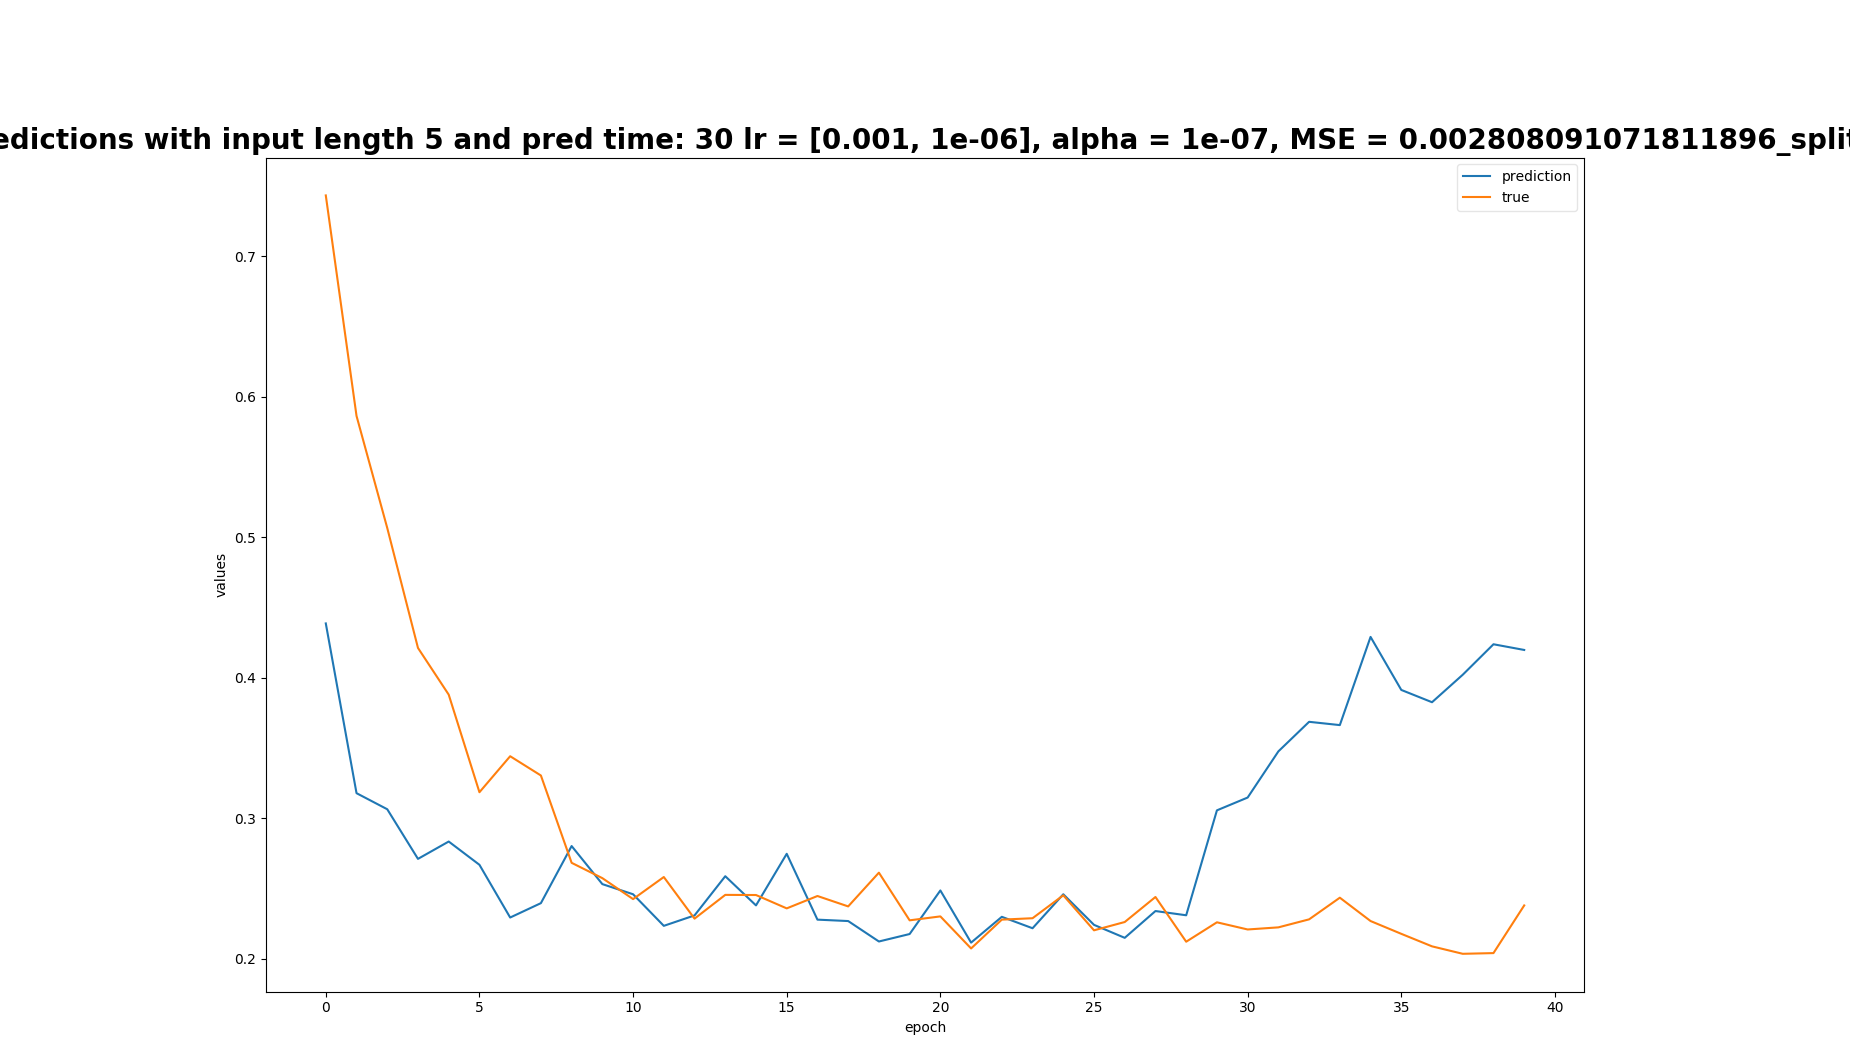 edictions with input length 5 and pred time: 30 lr = [0.001, 1e-06], alpha = 1e-07, MSE = 0.002808091071811896_split
prediction
true
0.7
0.6
0.5
0.4
0.3
0.2
values
0 5 10 15 20 25 30 35 40
epoch